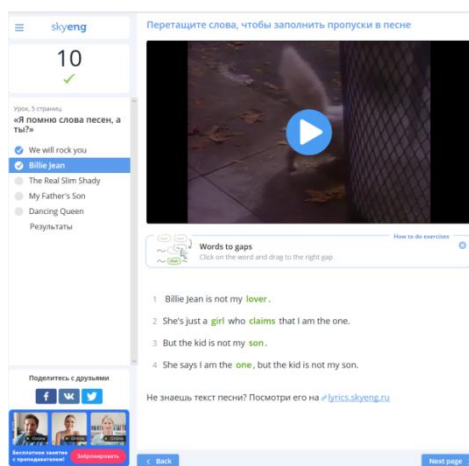 skyeng
10
Урок, 5 страниц
«Я помню слова песен, а ты?»
We will rock you
Billie Jean
The Real Slim Shady
My Father's Son
Dancing Queen
Результаты
Поделитесь с друзьями
Online
Online
Online
Бесплатное занятие
с преподавателем!
Забронировать
Перетащите слова, чтобы заполнить пропуски в песне
How to do exercises
Words to gaps
Click on the word and drag to the right gap
1 Billie Jean is not my lover.
2 She's just a girl who claims that I am the one.
3 But the kid is not my son.
4 She says I am the one, but the kid is not my son.
Не знаешь текст песни? Посмотри его на lyrics.skyeng.ru
< Back
Next page